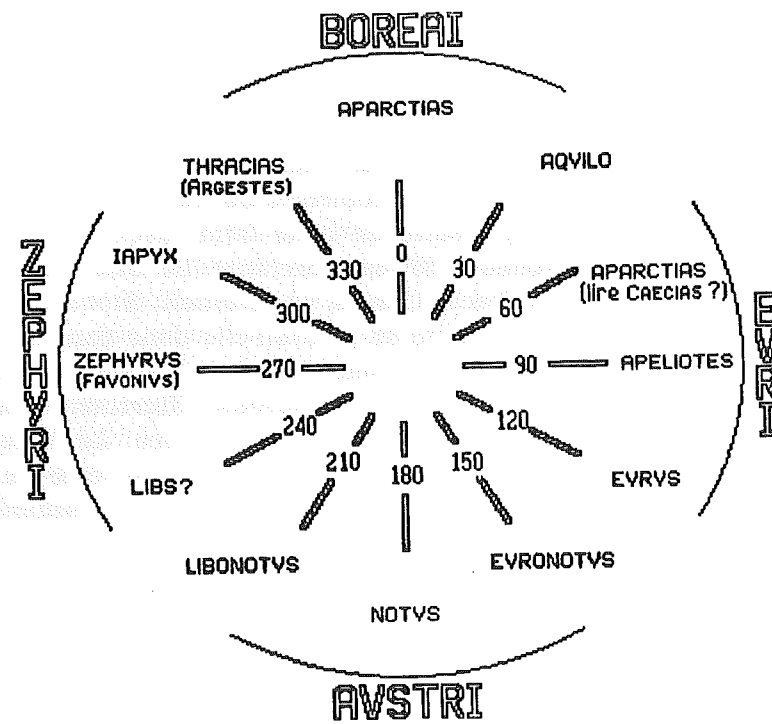 BOREAI
APARCTIAS
THRACIAS
(ARGESTES)
AQVILO
IAPYX
330
0
30
APARCTIAS
(lire CAECIAS ?)
300
60
ZEPHYRI
ZEPHYRVS
(FAVONIVS)
270
90
APELIOTES
EVRI
240
120
LIBS?
210
180
150
EVRVS
LIBONOTVS
EVRONOTVS
NOTVS
AVSTRI